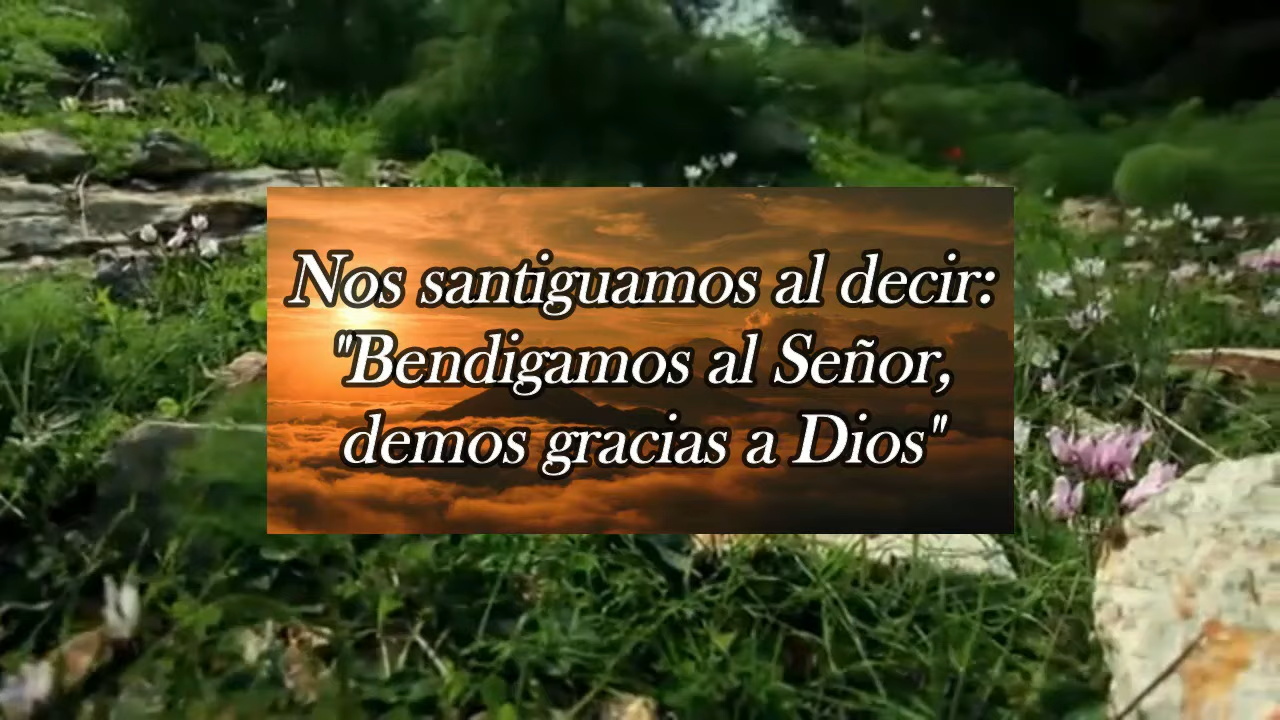 Nos santiguamos al decir:
"Bendigamos al Señor,
demos gracias a Dios"